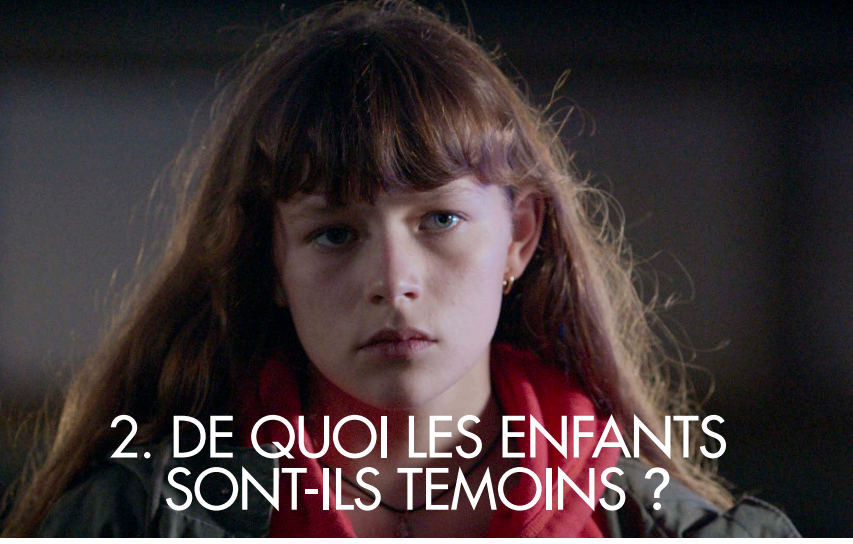 2. DE QUOI LES ENFANTS
SONT-ILS TEMOINS ?